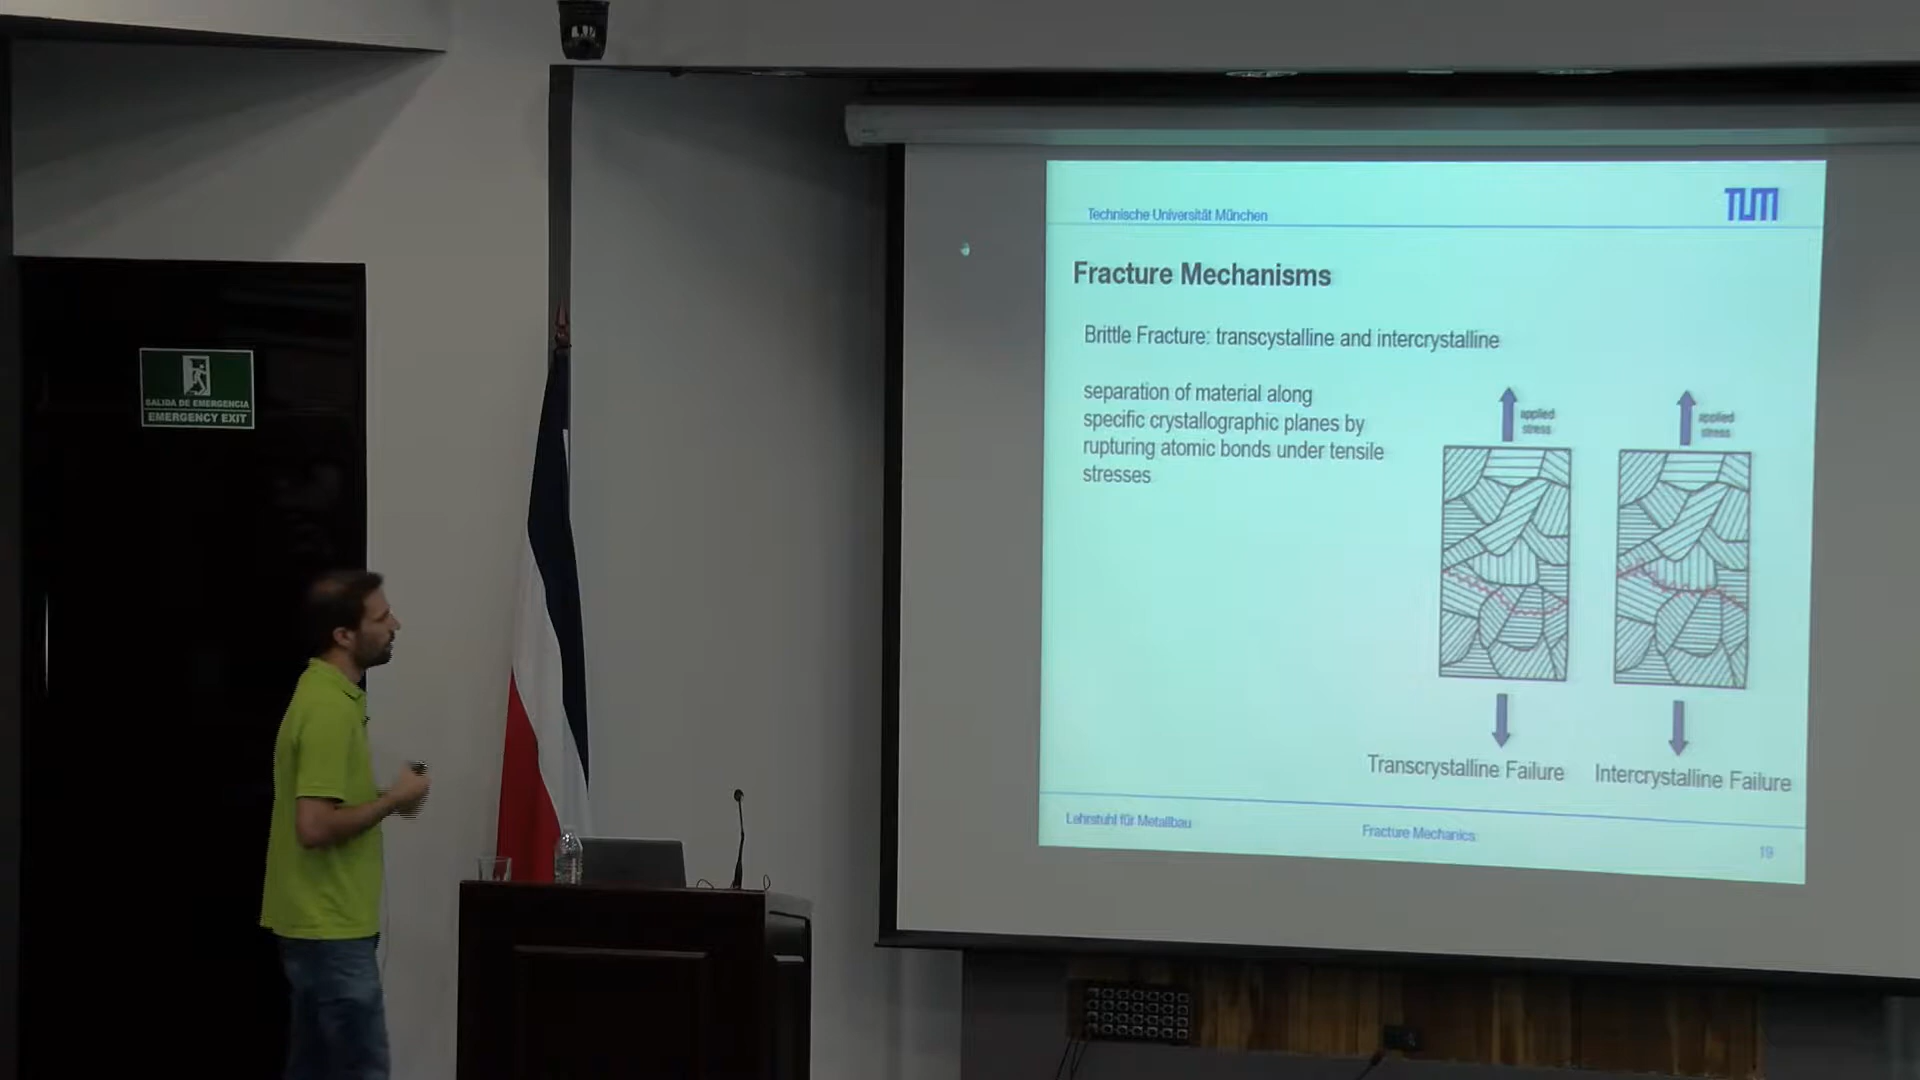 SALIDA DE EMERGENCIA
EMERGENCY EXIT
Technische Universität München
TUM
Fracture Mechanisms
Brittle Fracture: transcystalline and intercrystalline
separation of material along
specific crystallographic planes by
rupturing atomic bonds under tensile
stresses
applied
stress
applied
stress
Transcrystalline Failure
Intercrystalline Failure
Lehrstuhl für Metallbau
Fracture Mechanics
19